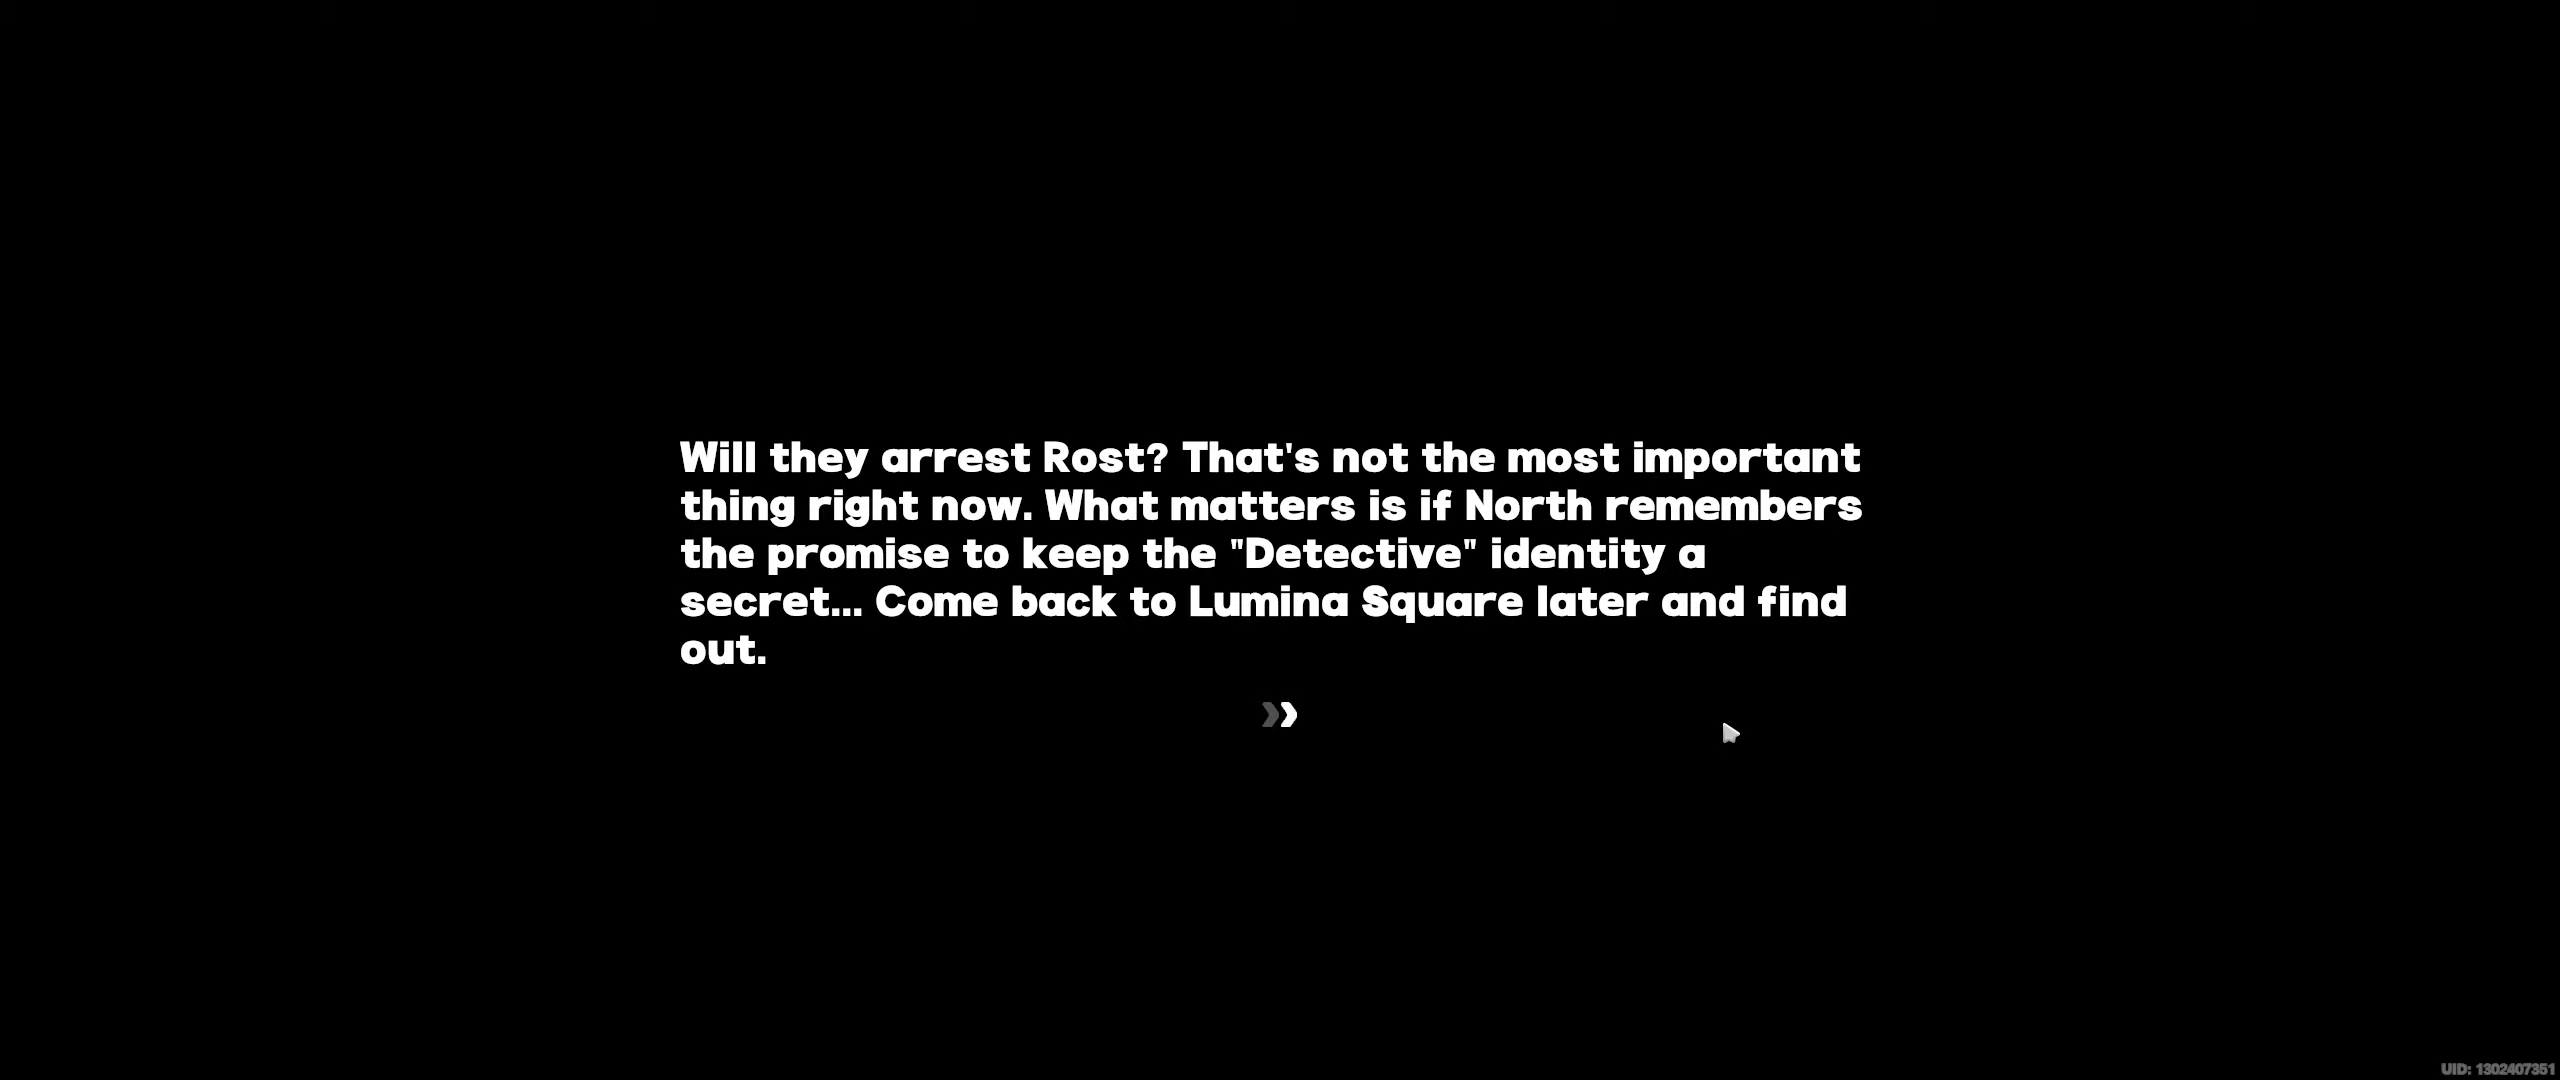 Will they arrest Rost? That's not the most important
thing right now. What matters is if North remembers
the promise to keep the "Detective" identity a
secret... Come back to Lumina Square later and find
out.
UID: 1302407351